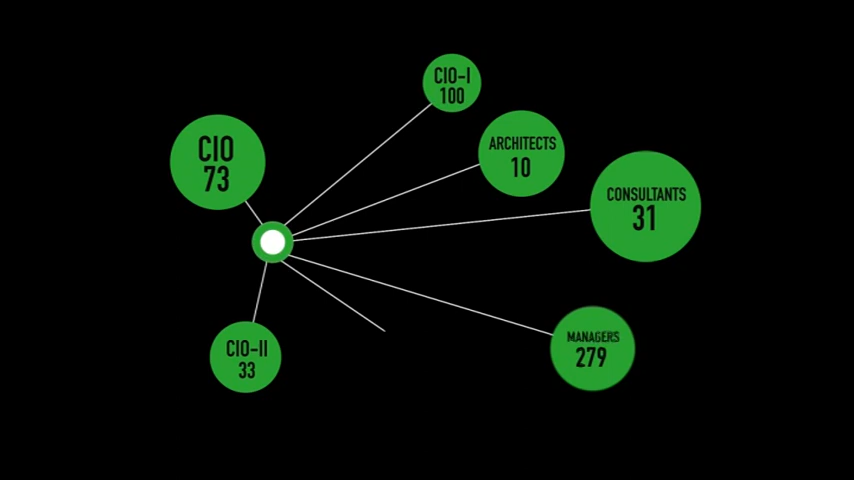 CIO-I
100
CIO
73
ARCHITECTS
10
CONSULTANTS
31
MANAGERS
279
CIO-II
33